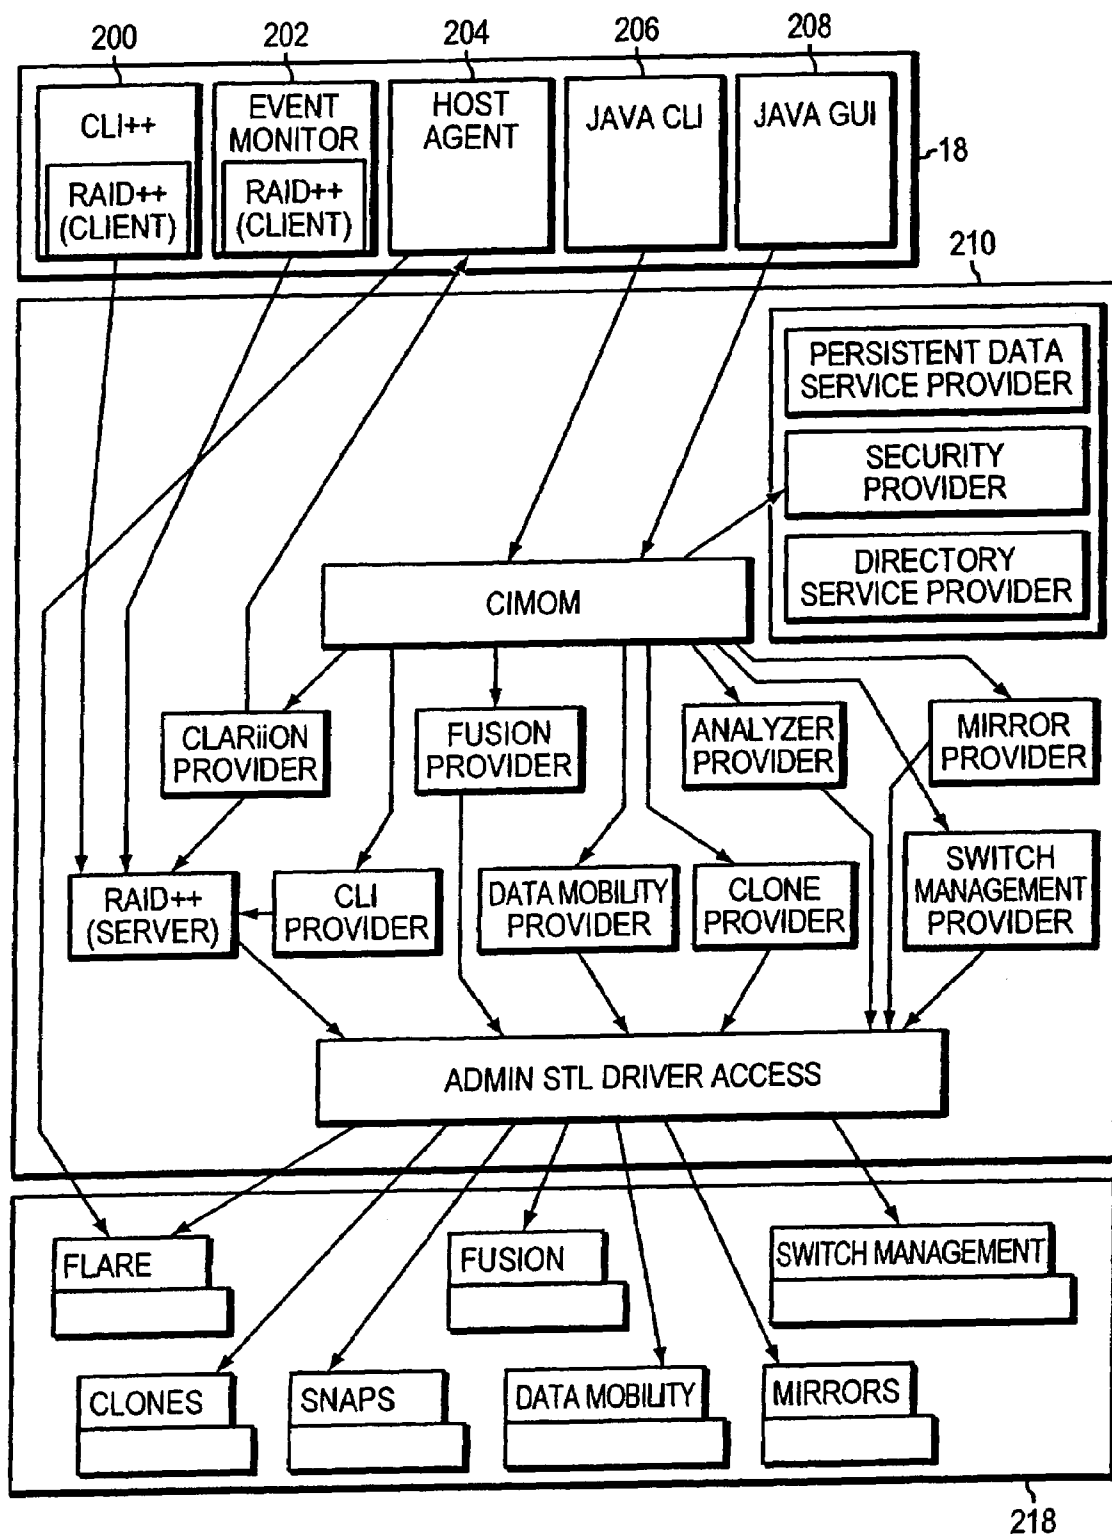 200
202
204
206
208
CLI++
RAID++
(CLIENT)
EVENT
MONITOR
RAID++
(CLIENT)
HOST
AGENT
JAVA CLI
JAVA GUI
18
210
PERSISTENT DATA
SERVICE PROVIDER
SECURITY
PROVIDER
DIRECTORY
SERVICE PROVIDER
CIMOM
CLARiiON
PROVIDER
FUSION
PROVIDER
ANALYZER
PROVIDER
MIRROR
PROVIDER
RAID++
(SERVER)
CLI
PROVIDER
DATA MOBILITY
PROVIDER
CLONE
PROVIDER
SWITCH
MANAGEMENT
PROVIDER
ADMIN STL DRIVER ACCESS
FLARE
FUSION
SWITCH MANAGEMENT
CLONES
SNAPS
DATA MOBILITY
MIRRORS
218